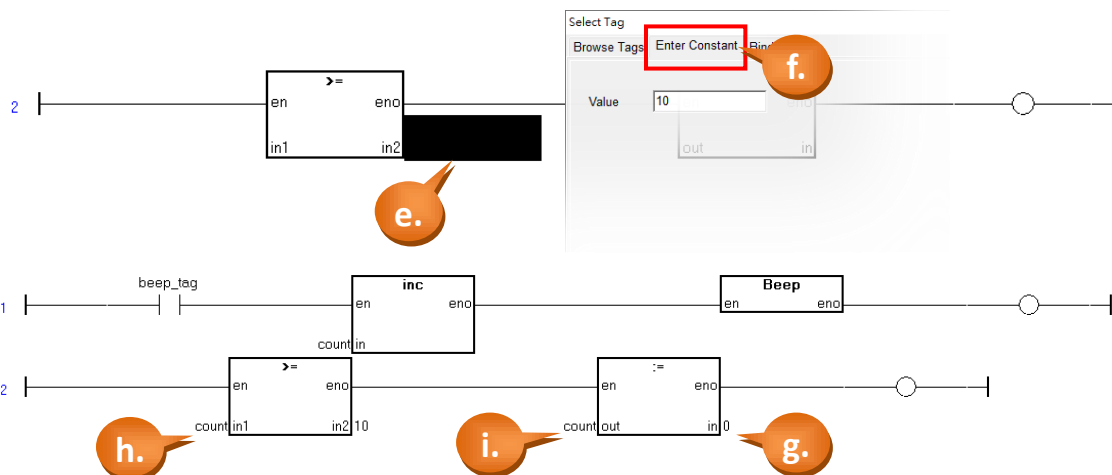 Select Tag
Browse Tags Enter Constant Bind
f.
Value 10
2
>=
en eno
in1 in2
eno
out in
e.
beep_tag
1
inc
en eno
count in
Beep
en eno
2
>=
en eno
count in1 in2 10
:=
en eno
count out in 0
h.
i.
g.